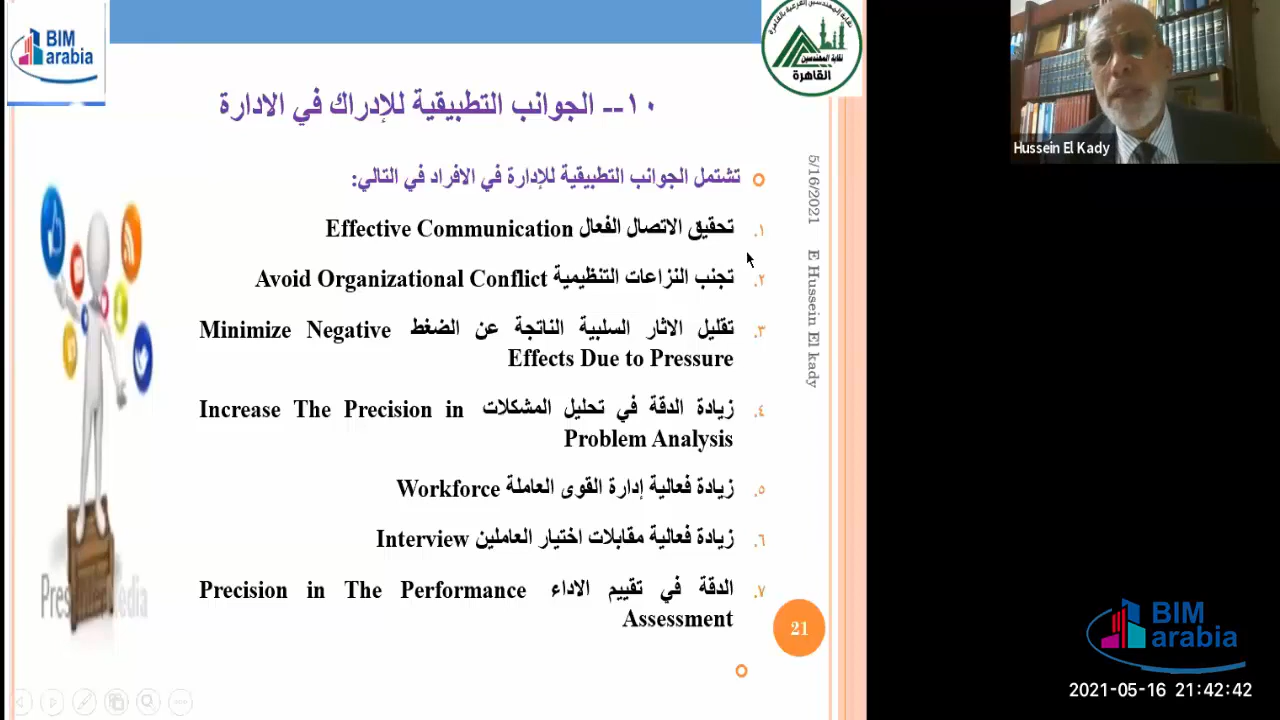 BIM
arabia
نقابة المهندسين الفرعية بالقاهرة
نقابة المهندسين
القاهرة
١٠-- الجوانب التطبيقية للإدراك في الادارة
تشتمل الجوانب التطبيقية للإدارة في الافراد في التالي:
١. تحقيق الاتصال الفعال Effective Communication
٢. تجنب النزاعات التنظيمية Avoid Organizational Conflict
٣. تقليل الاثار السلبية الناتجة عن الضغط Minimize Negative
Effects Due to Pressure
٤. زيادة الدقة في تحليل المشكلات Increase The Precision in
Problem Analysis
٥. زيادة فعالية إدارة القوى العاملة Workforce
٦. زيادة فعالية مقابلات اختيار العاملين Interview
٧. الدقة في تقييم الاداء Precision in The Performance
Assessment
21
5/16/2021
E Hussein El kady
Hussein El Kady
BIM
arabia
2021-05-16 21:42:42